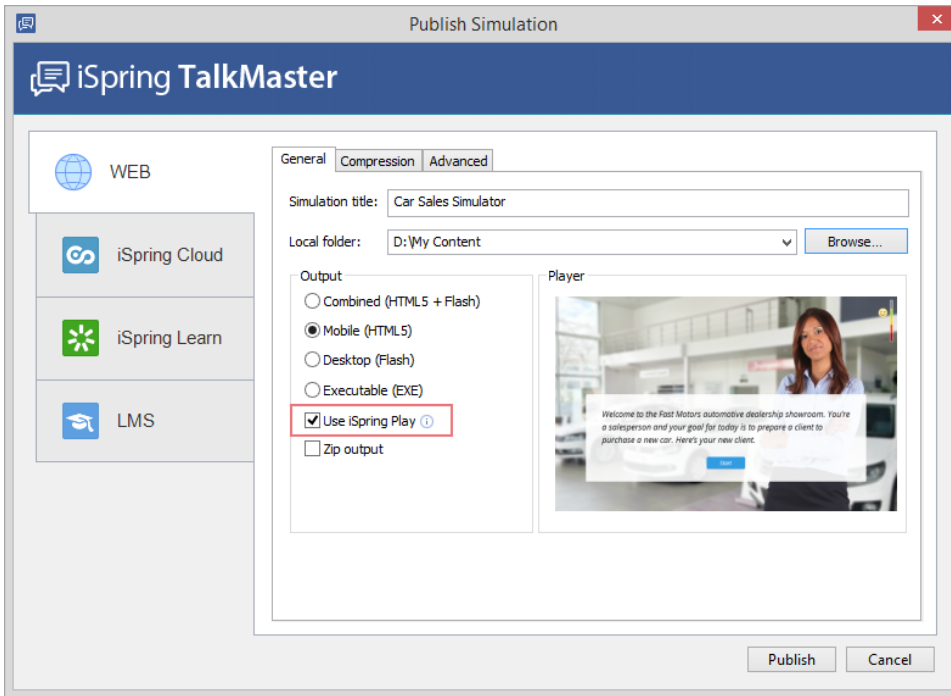 Publish Simulation
iSpring TalkMaster
WEB
iSpring Cloud
iSpring Learn
LMS
General Compression Advanced
Simulation title: Car Sales Simulator
Local folder: D:\My Content Browse...
Output
Combined (HTML5 + Flash)
Mobile (HTML5)
Desktop (Flash)
Executable (EXE)
Use iSpring Play
Zip output
Player
Welcome to the Fast Motors automotive dealership showroom. You're
a salesperson and your goal for today is to prepare a client to
purchase a new car. Here's your new client.
Start
Publish Cancel